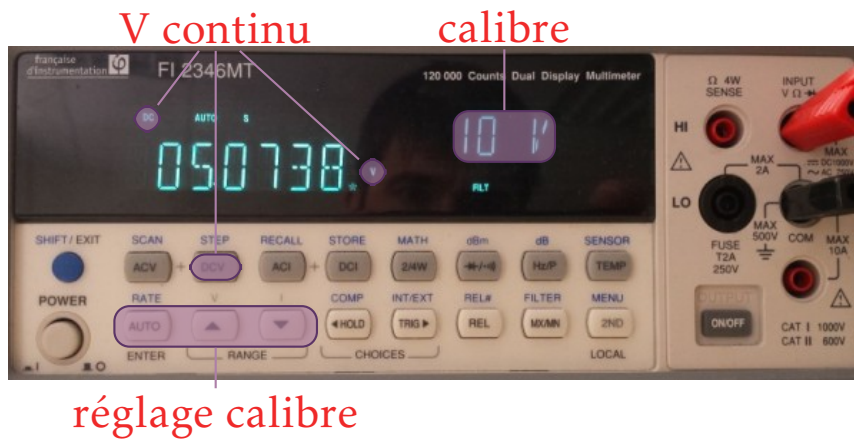 V continu calibre
française
d'instrumentation φ FI 2346MT 120 000 Counts Dual Display Multimeter
Ω 4W SENSE INPUT VΩ
DC AUTO S 10 V
HI
050738 * V
FLT
MAX 2A
MAX DC1000V AC 750V
LO
SHIFT / EXIT SCAN STEP RECALL STORE MATH dBm dB SENSOR
ACV + DCV ACI + DCI 2/4W Hz/P TEMP
FUSE T2A 250V MAX 500V COM MAX 10A
POWER RATE V I COMP INT/EXT REL# FILTER MENU
OUTPUT
AUTO ▲ ▼ ◀ HOLD TRIG ▶ REL MX/MN 2ND
ON/OFF
CAT I 1000V
CAT II 600V
I O ENTER RANGE CHOICES LOCAL
réglage calibre